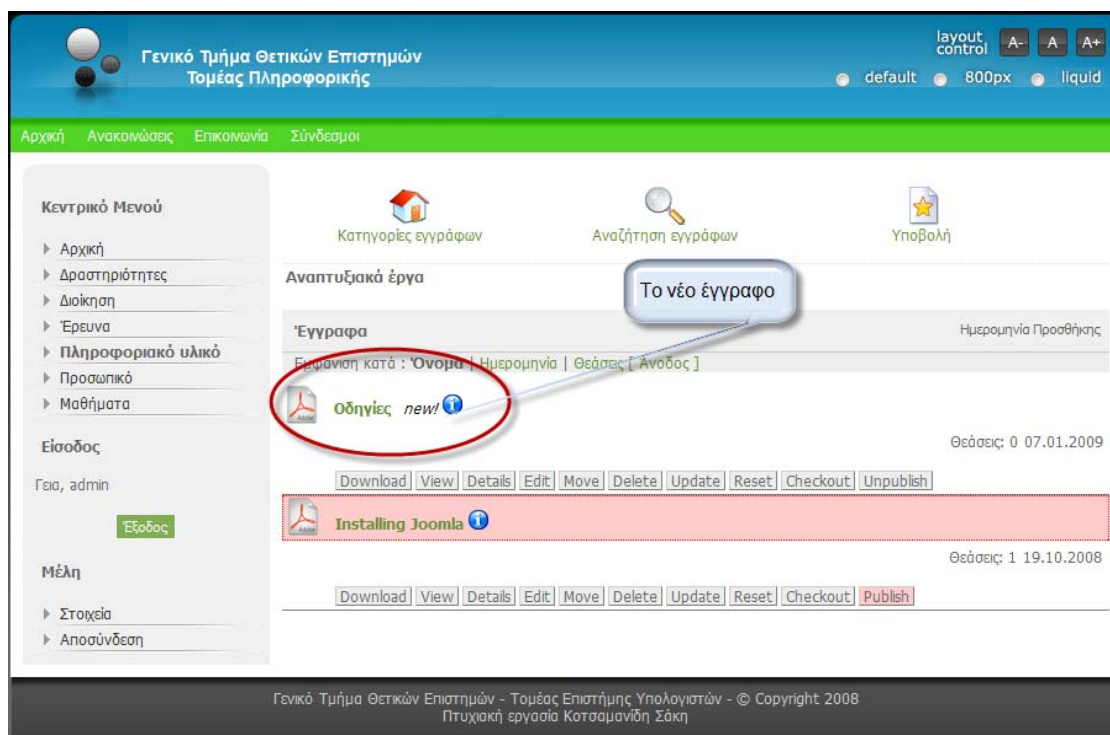 Γενικό Τμήμα Θετικών Επιστημών
Τομέας Πληροφορικής
layout control A- A A+
default 800px liquid
Αρχική Ανακοινώσεις Επικοινωνία Σύνδεσμοι
Κεντρικό Μενού
Αρχική
Δραστηριότητες
Διοίκηση
Έρευνα
Πληροφοριακό υλικό
Προσωπικό
Μαθήματα
Είσοδος
Γεια, admin
Έξοδος
Μέλη
Στοιχεία
Αποσύνδεση
Κατηγορίες εγγράφων Αναζήτηση εγγράφων Υποβολή
Αναπτυξιακά έργα
Το νέο έγγραφο
Έγγραφα Ημερομηνία Προσθήκης
Εμφάνιση κατά : Όνομα | Ημερομηνία | Θεάσεις [ Άνοδος ]
Adobe
Οδηγίες new!
Θεάσεις: 0 07.01.2009
Download View Details Edit Move Delete Update Reset Checkout Unpublish
Adobe
Installing Joomla
Θεάσεις: 1 19.10.2008
Download View Details Edit Move Delete Update Reset Checkout Publish
Γενικό Τμήμα Θετικών Επιστημών - Τομέας Επιστήμης Υπολογιστών - © Copyright 2008
Πτυχιακή εργασία Κοτσαμανίδη Σάκη